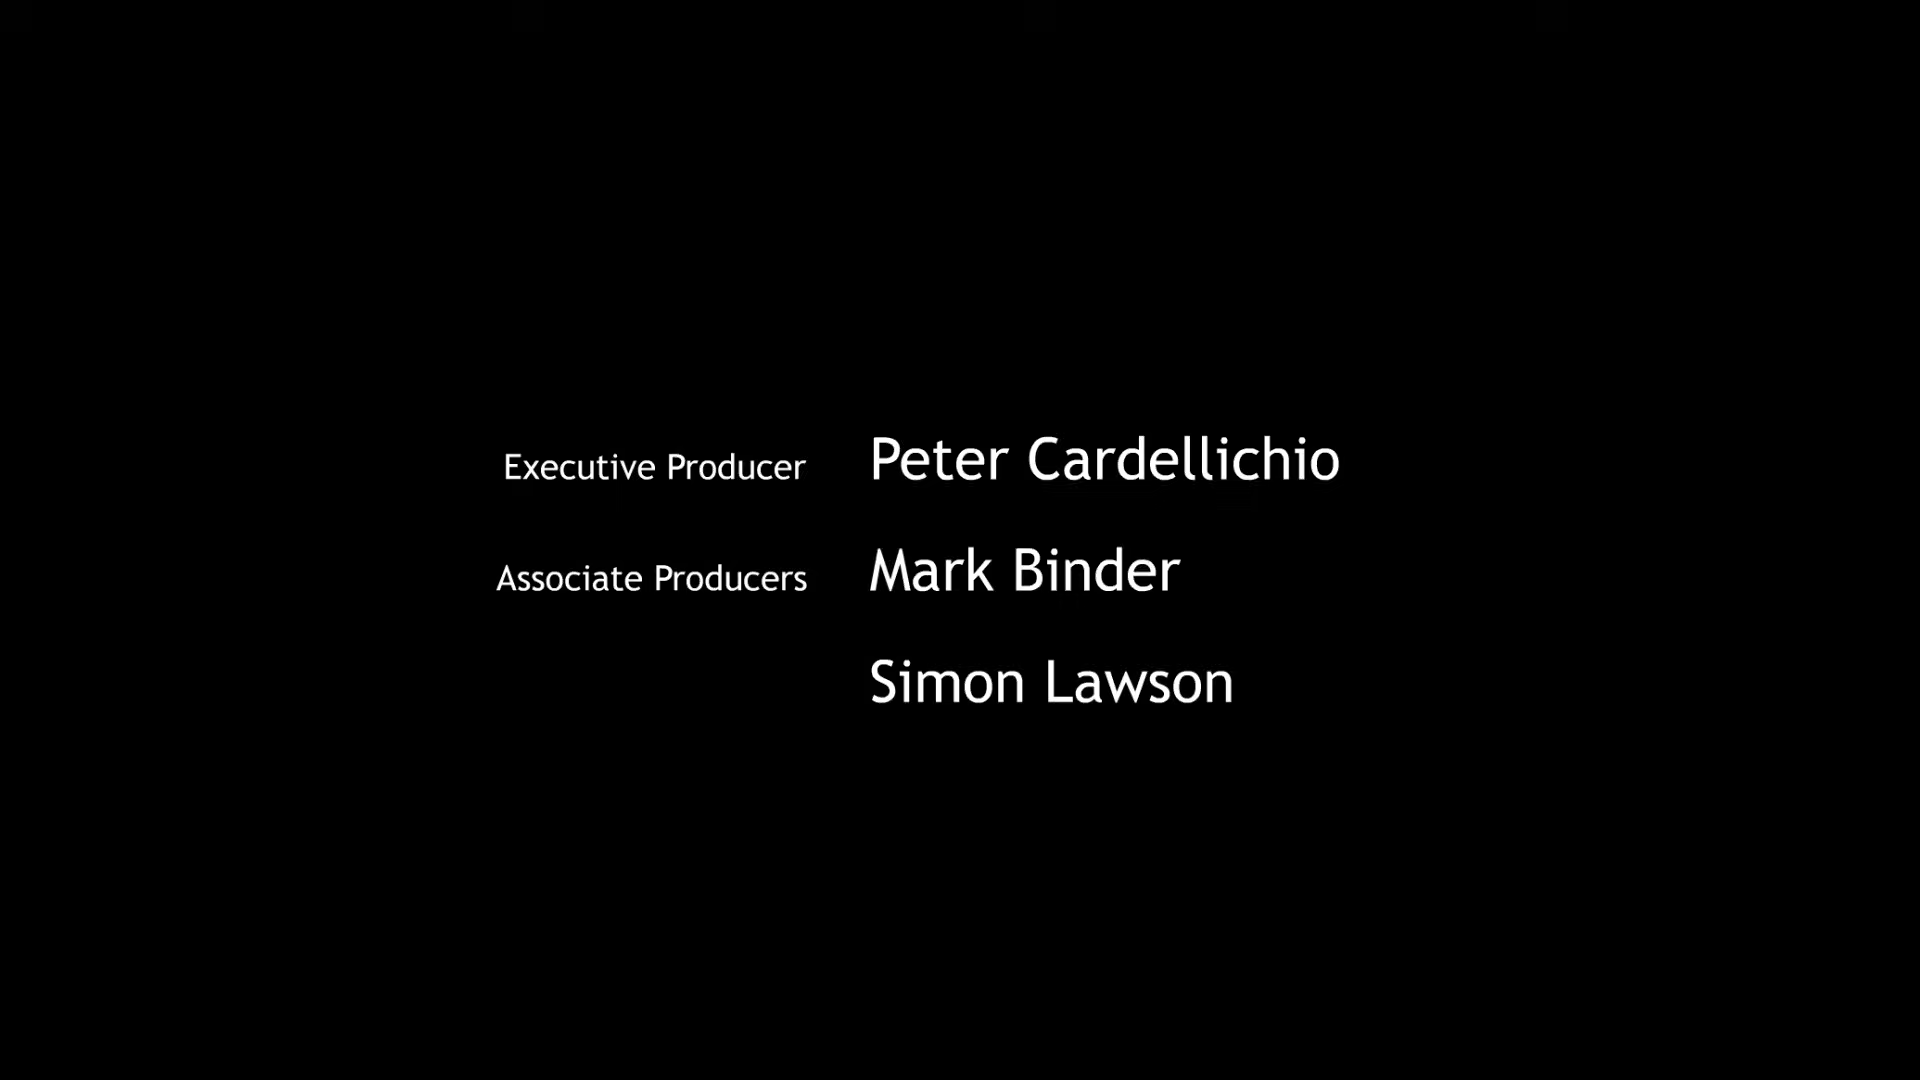 Executive Producer Peter Cardellichio
Associate Producers Mark Binder
Simon Lawson